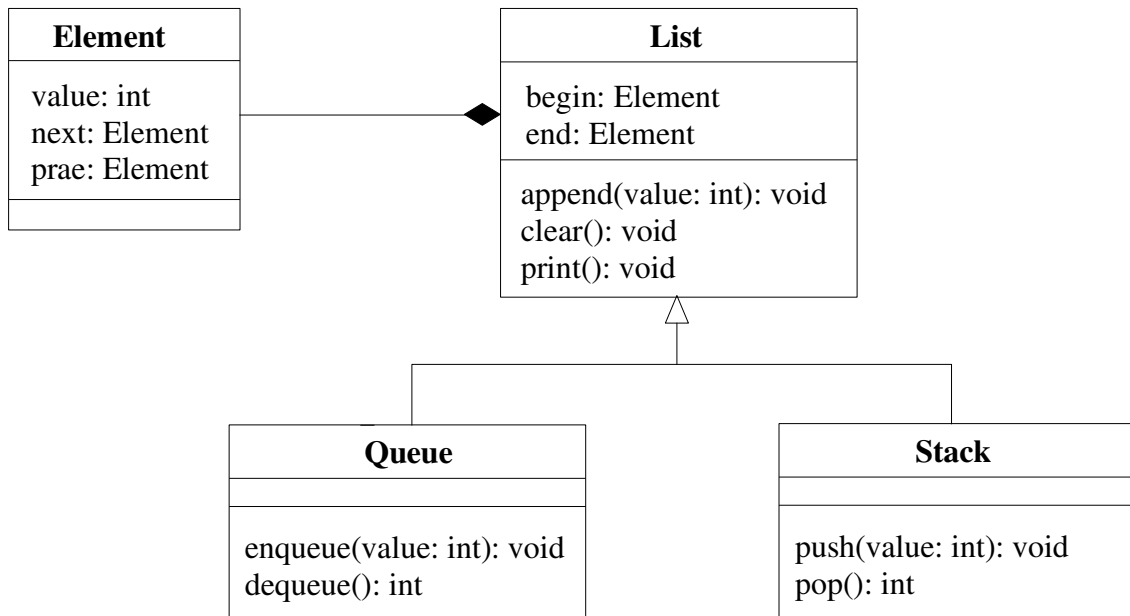 Element
value: int
next: Element
prae: Element
List
begin: Element
end: Element
append(value: int): void
clear(): void
print(): void
Queue
enqueue(value: int): void
dequeue(): int
Stack
push(value: int): void
pop(): int